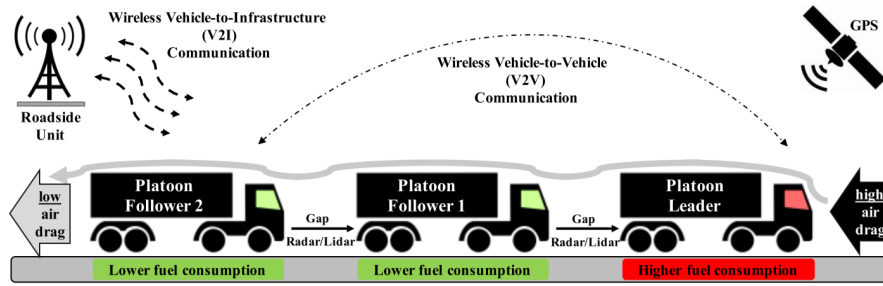 Wireless Vehicle-to-Infrastructure
(V2I)
Communication
GPS
Wireless Vehicle-to-Vehicle
(V2V)
Communication
Roadside
Unit
low
air
drag
Platoon
Follower 2
Gap
Radar/Lidar
Platoon
Follower 1
Gap
Radar/Lidar
Platoon
Leader
high
air
drag
Lower fuel consumption
Lower fuel consumption
Higher fuel consumption